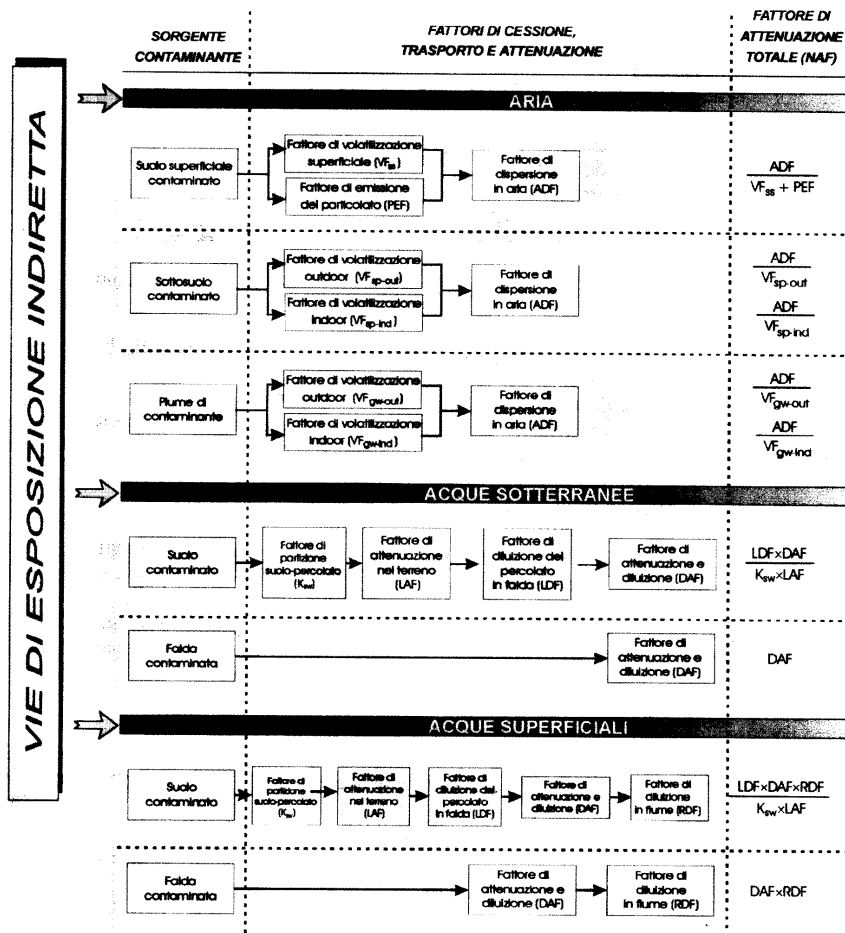 VIE DI ESPOSIZIONE INDIRETTA
SORGENTE
CONTAMINANTE
FATTORI DI CESSIONE,
TRASPORTO E ATTENUAZIONE
FATTORE DI
ATTENUAZIONE
TOTALE (NAF)
ARIA
Suolo superficiale
contaminato
Fattore di volatilizzazione
superficiale (VFss)
Fattore di emissione
del particolato (PEF)
Fattore di
dispersione
in aria (ADF)
ADF
VFss + PEF
Sottosuolo
contaminato
Fattore di volatilizzazione
outdoor (VFsp-out)
Fattore di volatilizzazione
indoor (VFsp-ind)
Fattore di
dispersione
in aria (ADF)
ADF
VFsp-out
ADF
VFsp-ind
Plume di
contaminante
Fattore di volatilizzazione
outdoor (VFgw-out)
Fattore di volatilizzazione
indoor (VFgw-ind)
Fattore di
dispersione
in aria (ADF)
ADF
VFgw-out
ADF
VFgw-ind
ACQUE SOTTERRANEE
Suolo
contaminato
Fattore di
partizione
suolo-percolato
(Ksw)
Fattore di
attenuazione
nel terreno
(LAF)
Fattore di
diluizione del
percolato
in falda (LDF)
Fattore di
attenuazione e
diluizione (DAF)
LDF×DAF
Ksw×LAF
Falda
contaminata
Fattore di
attenuazione e
diluizione (DAF)
DAF
ACQUE SUPERFICIALI
Suolo
contaminato
Fattore di
partizione
suolo-percolato
(Ksw)
Fattore di
attenuazione
nel terreno
(LAF)
Fattore di
diluizione del
percolato
in falda (LDF)
Fattore di
attenuazione e
diluizione (DAF)
Fattore di
diluizione
in fiume (RDF)
LDF×DAF×RDF
Ksw×LAF
Falda
contaminata
Fattore di
attenuazione e
diluizione (DAF)
Fattore di
diluizione
in fiume (RDF)
DAF×RDF